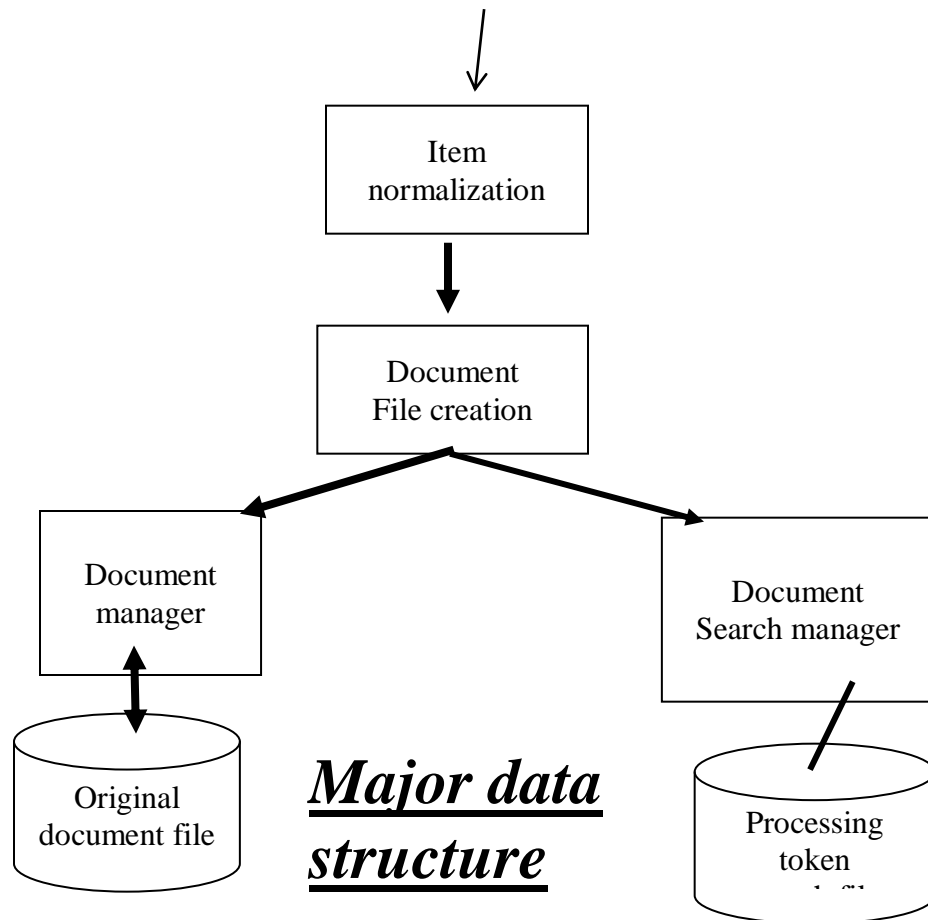 Item
normalization
Document
File creation
Document
manager
Document
Search manager
Original
document file
Major data
structure
Processing
token